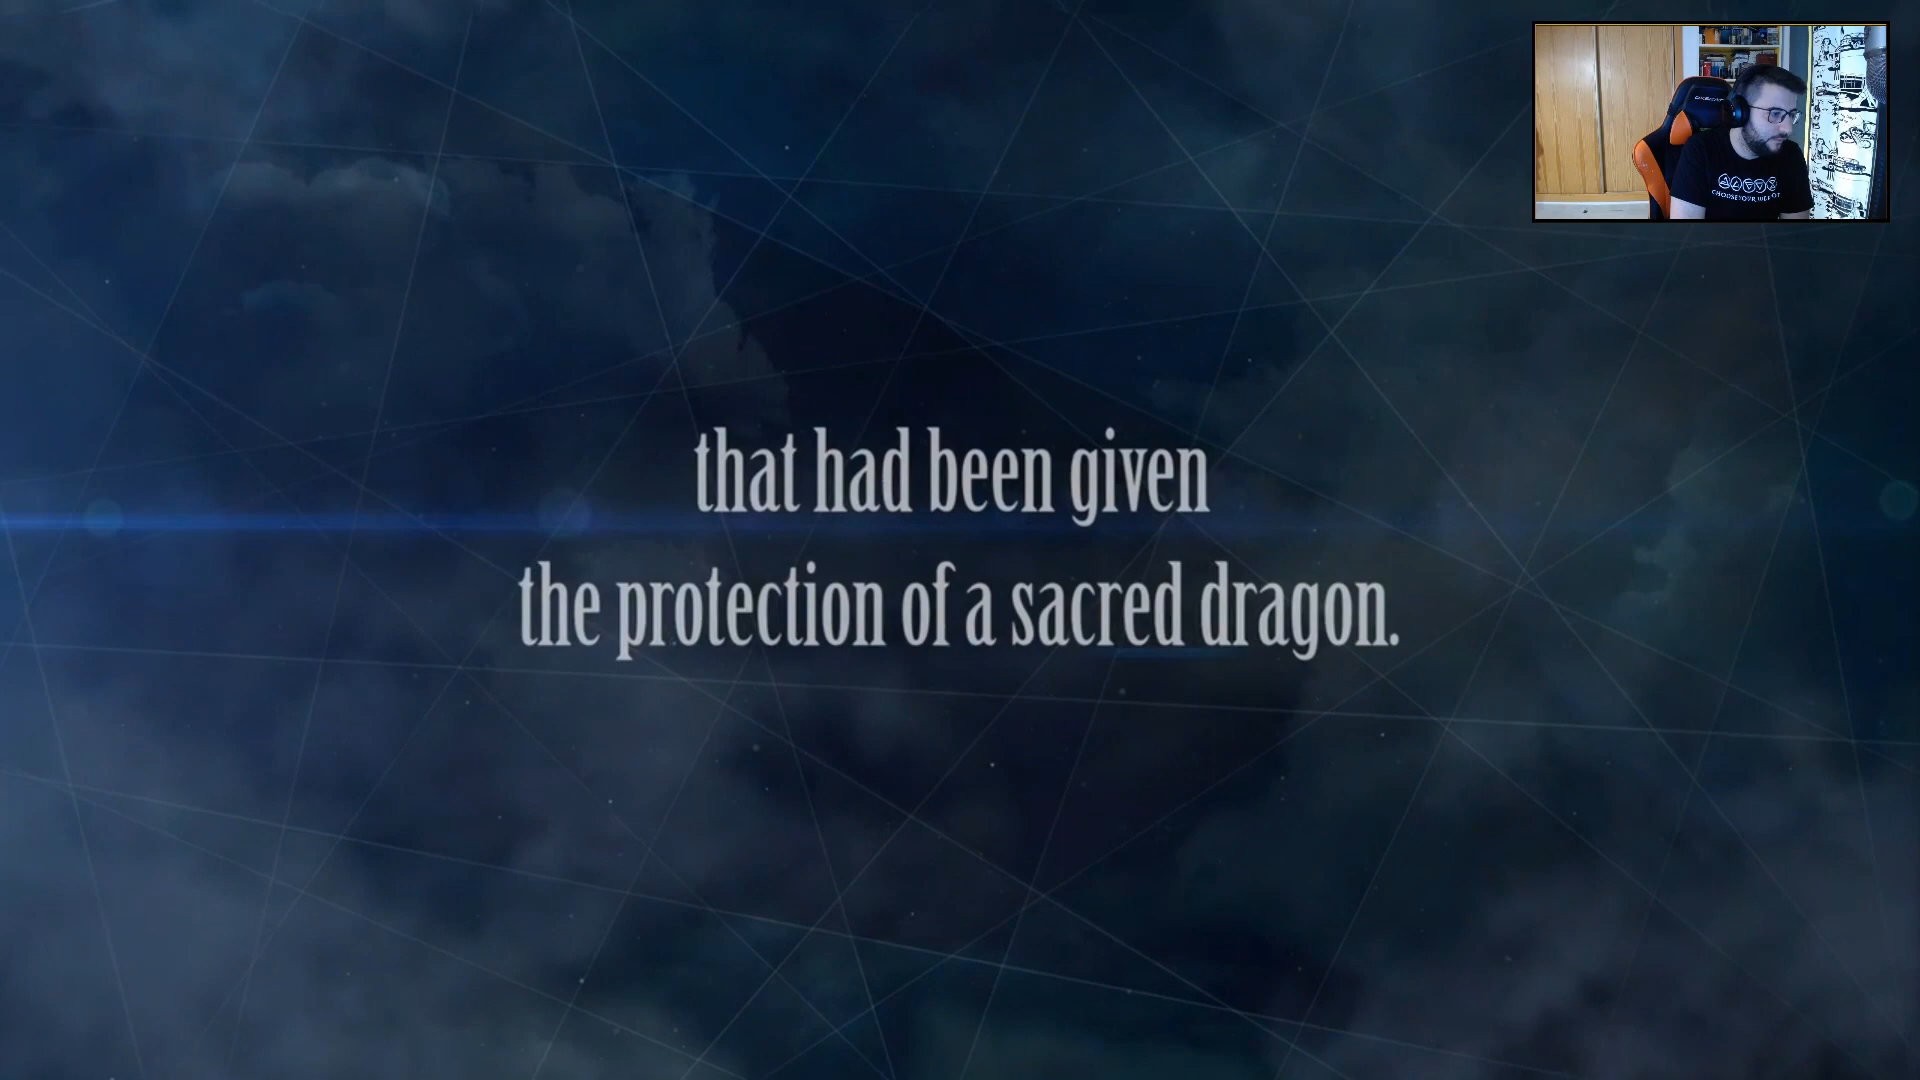 that had been given
the protection of a sacred dragon.